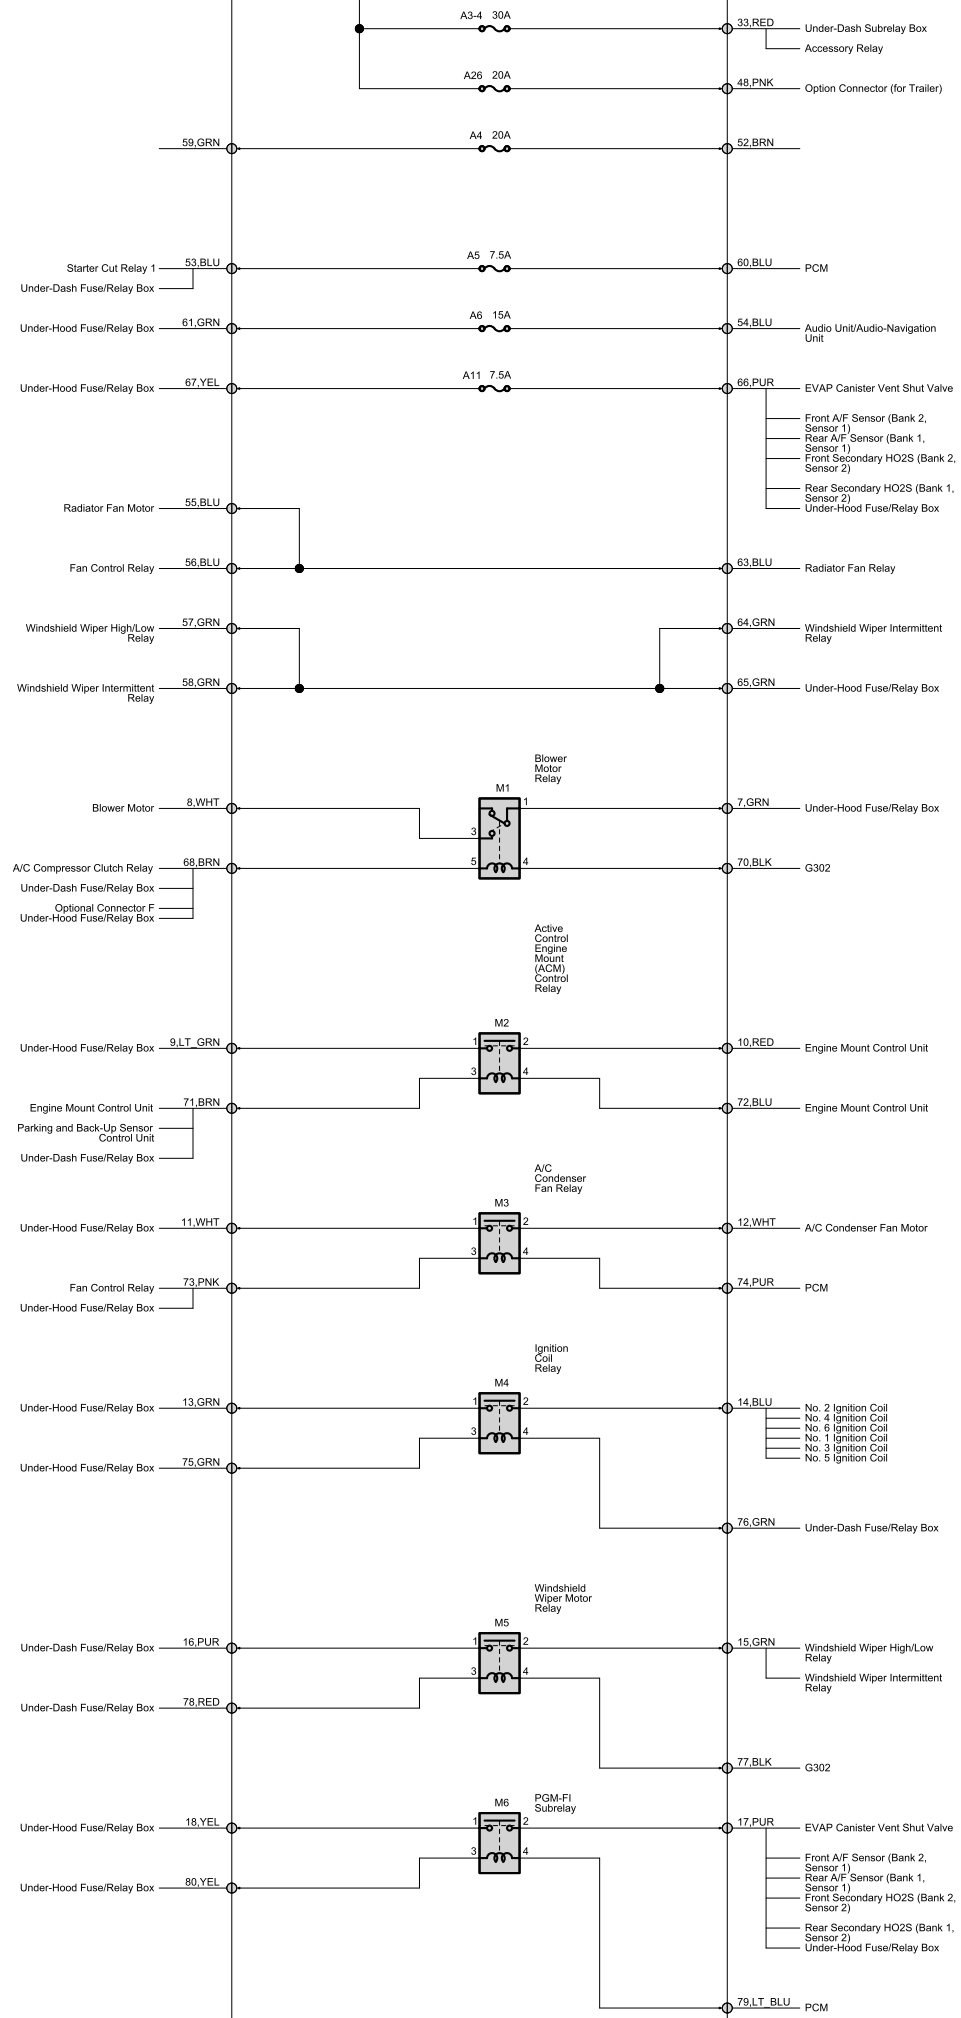 A3-4 30A
33,RED
Under-Dash Subrelay Box
Accessory Relay
A26 20A
48,PNK
Option Connector (for Trailer)
59,GRN
A4 20A
52,BRN
Starter Cut Relay 1
53,BLU
A5 7.5A
60,BLU
PCM
Under-Dash Fuse/Relay Box
Under-Hood Fuse/Relay Box
61,GRN
A6 15A
54,BLU
Audio Unit/Audio-Navigation
Unit
Under-Hood Fuse/Relay Box
67,YEL
A11 7.5A
66,PUR
EVAP Canister Vent Shut Valve
Front A/F Sensor (Bank 2,
Sensor 1)
Rear A/F Sensor (Bank 1,
Sensor 1)
Front Secondary HO2S (Bank 2,
Sensor 2)
Rear Secondary HO2S (Bank 1,
Sensor 2)
Under-Hood Fuse/Relay Box
Radiator Fan Motor
55,BLU
Fan Control Relay
56,BLU
63,BLU
Radiator Fan Relay
Windshield Wiper High/Low
Relay
57,GRN
64,GRN
Windshield Wiper Intermittent
Relay
Windshield Wiper Intermittent
Relay
58,GRN
65,GRN
Under-Hood Fuse/Relay Box
Blower
Motor
Relay
M1
Blower Motor
8,WHT
1
3
7,GRN
Under-Hood Fuse/Relay Box
A/C Compressor Clutch Relay
68,BRN
5
4
70,BLK
G302
Under-Dash Fuse/Relay Box
Optional Connector F
Under-Hood Fuse/Relay Box
Active
Control
Engine
Mount
(ACM)
Control
Relay
M2
Under-Hood Fuse/Relay Box
9,LT_GRN
1
2
10,RED
Engine Mount Control Unit
3
4
Engine Mount Control Unit
71,BRN
72,BLU
Engine Mount Control Unit
Parking and Back-Up Sensor
Control Unit
Under-Dash Fuse/Relay Box
A/C
Condenser
Fan Relay
M3
Under-Hood Fuse/Relay Box
11,WHT
1
2
12,WHT
A/C Condenser Fan Motor
3
4
Fan Control Relay
73,PNK
74,PUR
PCM
Under-Hood Fuse/Relay Box
Ignition
Coil
Relay
M4
Under-Hood Fuse/Relay Box
13,GRN
1
2
14,BLU
No. 2 Ignition Coil
No. 4 Ignition Coil
No. 6 Ignition Coil
No. 1 Ignition Coil
No. 3 Ignition Coil
No. 5 Ignition Coil
3
4
Under-Hood Fuse/Relay Box
75,GRN
76,GRN
Under-Dash Fuse/Relay Box
Windshield
Wiper Motor
Relay
M5
Under-Dash Fuse/Relay Box
16,PUR
1
2
15,GRN
Windshield Wiper High/Low
Relay
3
4
Windshield Wiper Intermittent
Relay
Under-Dash Fuse/Relay Box
78,RED
77,BLK
G302
PGM-FI
Subrelay
M6
Under-Hood Fuse/Relay Box
18,YEL
1
2
17,PUR
EVAP Canister Vent Shut Valve
3
4
Front A/F Sensor (Bank 2,
Sensor 1)
Rear A/F Sensor (Bank 1,
Sensor 1)
Front Secondary HO2S (Bank 2,
Sensor 2)
Under-Hood Fuse/Relay Box
80,YEL
Rear Secondary HO2S (Bank 1,
Sensor 2)
Under-Hood Fuse/Relay Box
79,LT_BLU
PCM